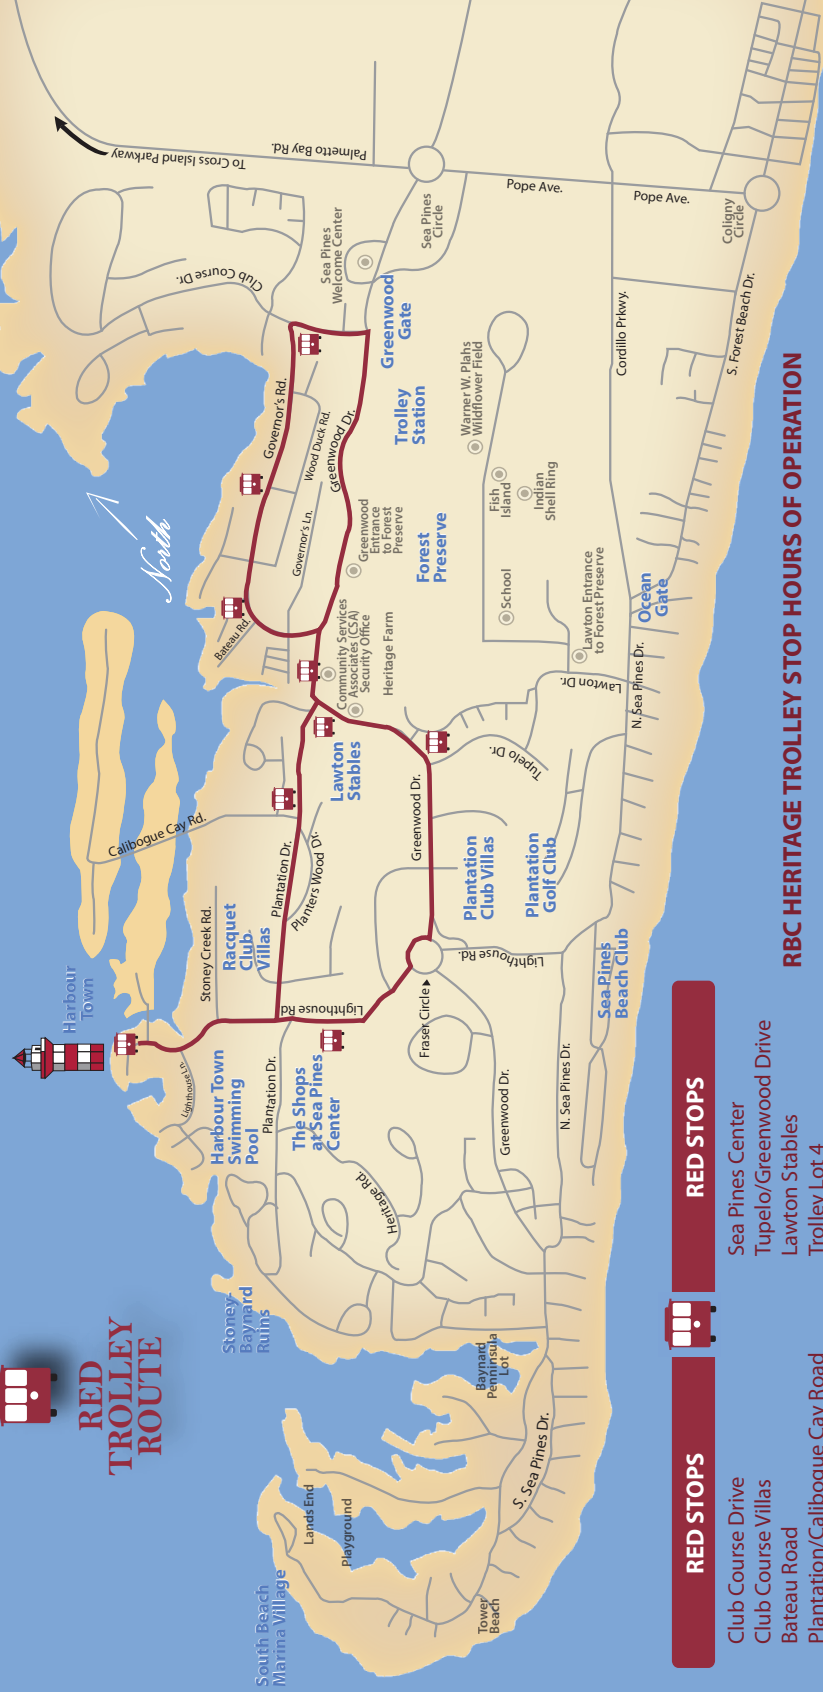 RED
TROLLEY
ROUTE
South Beach
Marina Village
Lands End
Playground
Tower
Beach
S. Sea Pines Dr.
Baynard
Penninsula
Lot
Stoney-
Baynard
Ruins
Heritage Rd.
Harbour Town
Swimming
Pool
Plantation Dr.
The Shops
at Sea Pines
Center
Greenwood Dr.
N. Sea Pines Dr.
Lighthouse Ln.
Harbour
Town
Lighthouse Rd
Fraser Circle
Lighthouse Rd.
Stoney Creek Rd.
Racquet
Club
Villas
Plantation Dr.
Planters Wood Dr.
Calibogue Cay Rd.
Greenwood Dr.
Plantation
Club Villas
Plantation
Golf Club
Sea Pines
Beach Club
Lawton
Stables
Tupelo Dr.
Lawton Dr.
N. Sea Pines Dr.
Community Services
Associates (CSA)
Security Office
Heritage Farm
Bateau Rd.
North
Governor's Ln.
Wood Duck Rd.
Governor's Rd.
Greenwood Dr.
Greenwood
Entrance
to Forest
Preserve
Forest
Preserve
School
Lawton Entrance
to Forest Preserve
Ocean
Gate
Fish
Island
Indian
Shell Ring
Warner W. Plahs
Wildflower Field
Trolley
Station
Greenwood
Gate
Sea Pines
Welcome Center
Club Course Dr.
Sea Pines
Circle
Cordillo Prkwy.
S. Forest Beach Dr.
Coligny
Circle
Pope Ave.
Pope Ave.
Palmetto Bay Rd.
To Cross Island Parkway
RBC HERITAGE TROLLEY STOP HOURS OF OPERATION
RED STOPS
Club Course Drive
Club Course Villas
Bateau Road
Plantation/Calibogue Cay Road
RED STOPS
Sea Pines Center
Tupelo/Greenwood Drive
Lawton Stables
Trolley Lot 4